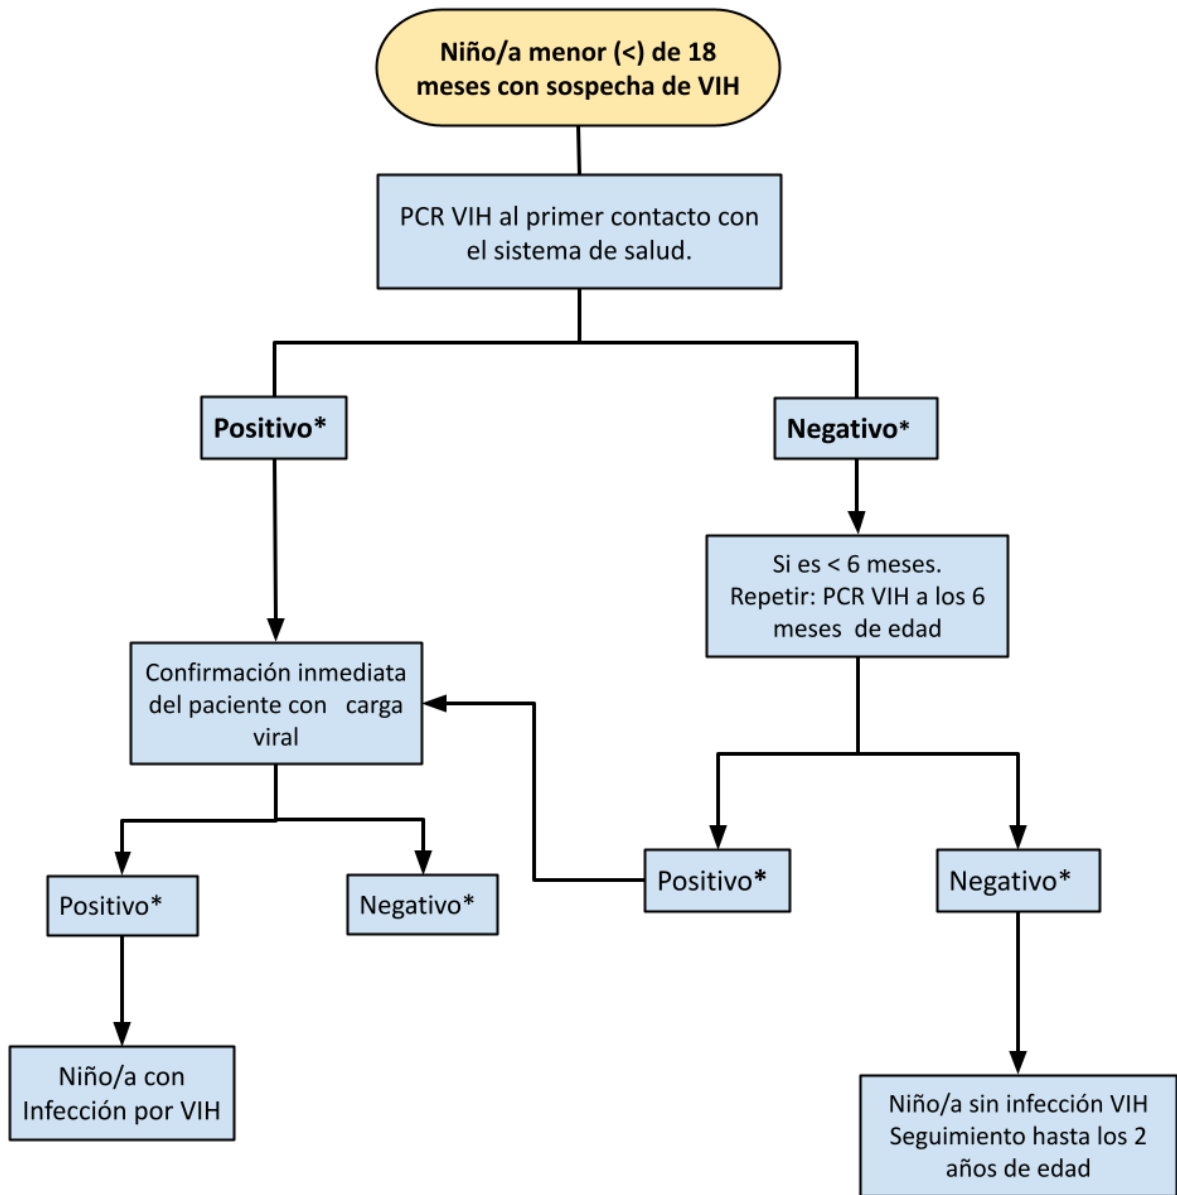 Niño/a menor (<) de 18
meses con sospecha de VIH
PCR VIH al primer contacto con
el sistema de salud.
Positivo*
Negativo*
Si es < 6 meses.
Repetir: PCR VIH a los 6
meses de edad
Confirmación inmediata
del paciente con carga
viral
Positivo*
Negativo*
Positivo*
Negativo*
Niño/a con
Infección por VIH
Niño/a sin infección VIH
Seguimiento hasta los 2
años de edad